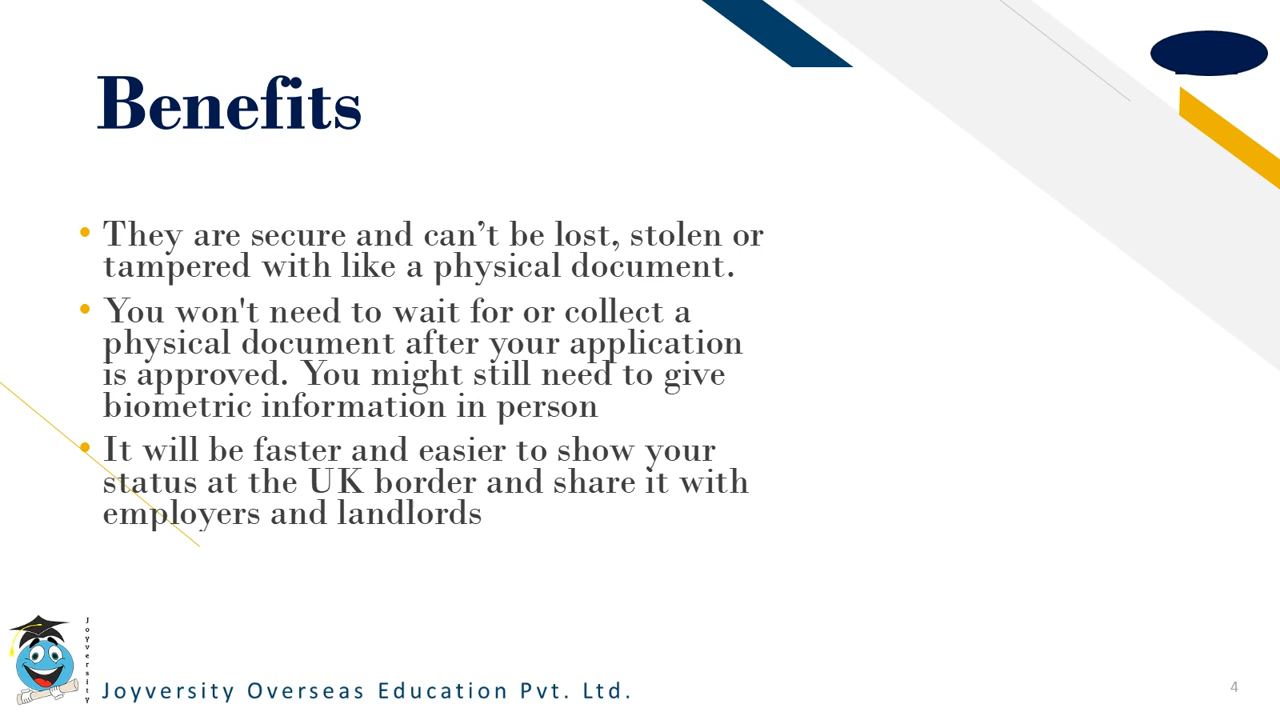 Benefits
• They are secure and can’t be lost, stolen or
tampered with like a physical document.
• You won't need to wait for or collect a
physical document after your application
is approved. You might still need to give
biometric information in person
• It will be faster and easier to show your
status at the UK border and share it with
employers and landlords
Joyversity
Joyversity Overseas Education Pvt. Ltd.
4